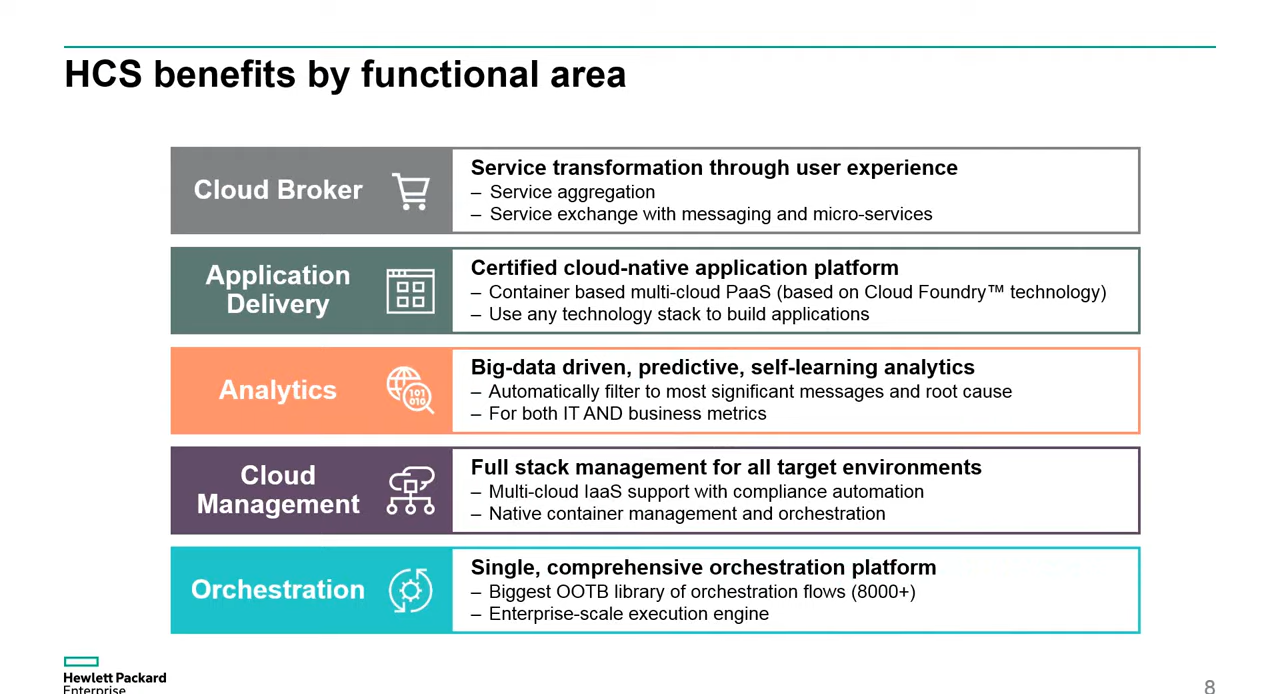 HCS benefits by functional area
Cloud Broker
Service transformation through user experience
– Service aggregation
– Service exchange with messaging and micro-services
Application
Delivery
Certified cloud-native application platform
– Container based multi-cloud PaaS (based on Cloud Foundry™ technology)
– Use any technology stack to build applications
Analytics
101
010
Big-data driven, predictive, self-learning analytics
– Automatically filter to most significant messages and root cause
– For both IT AND business metrics
Cloud
Management
Full stack management for all target environments
– Multi-cloud IaaS support with compliance automation
– Native container management and orchestration
Orchestration
Single, comprehensive orchestration platform
– Biggest OOTB library of orchestration flows (8000+)
– Enterprise-scale execution engine
Hewlett Packard
Enterprise
8